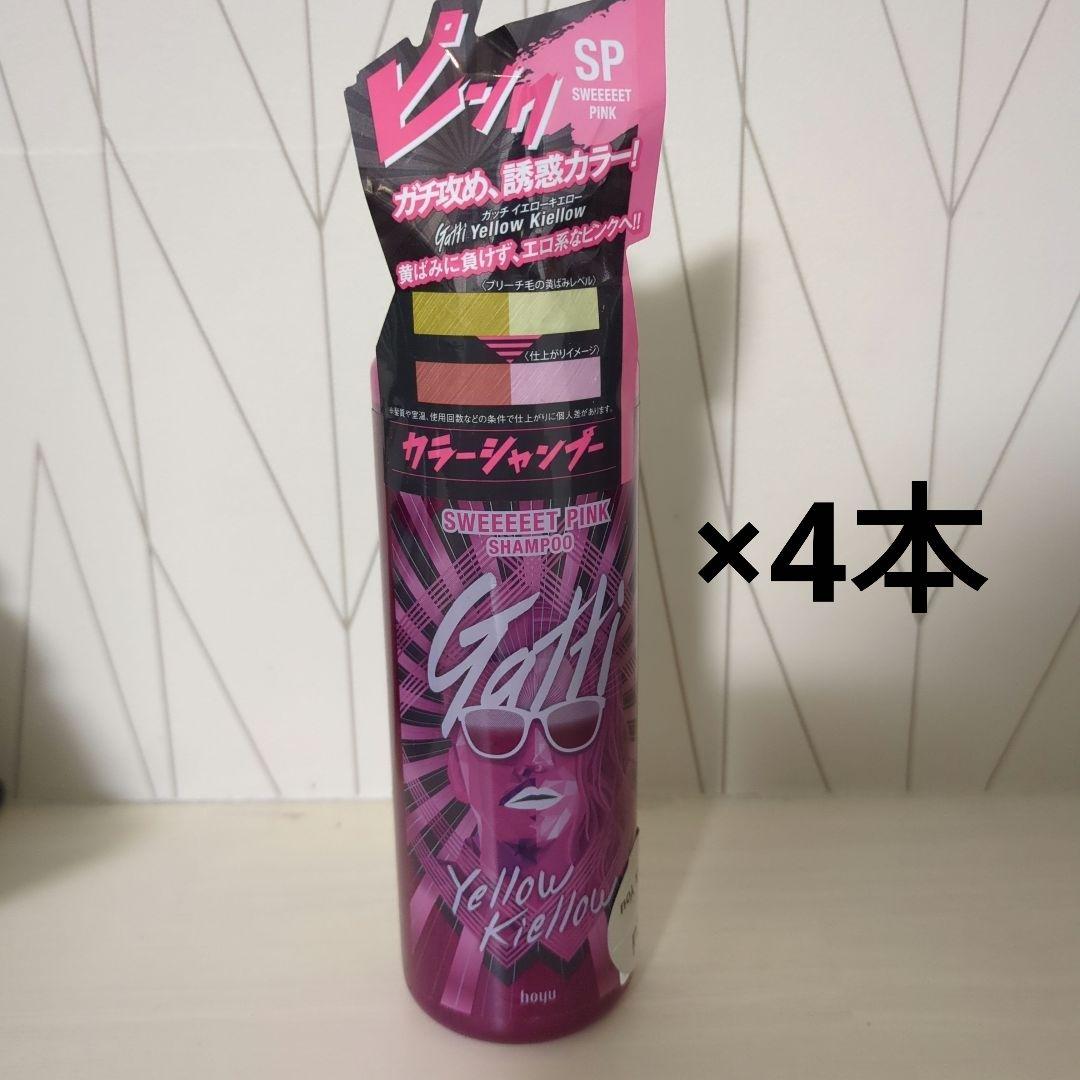 ピンク
SP
SWEEEEET
PiNK
ガチ攻め、誘惑カラー!
ガッチ イエローキエロー
Gatti Yellow Kiellow
黄ばみに負けず、エロ系なピンクへ!!
〈ブリーチ毛の黄ばみレベル〉
〈仕上がりイメージ〉
※髪質や室温、使用回数などの条件で仕上がりに個人差があります。
カラーシャンプー
SWEEEEET PINK
SHAMPOO
Gatti
Yellow
Kiellow
hoyu
×4本